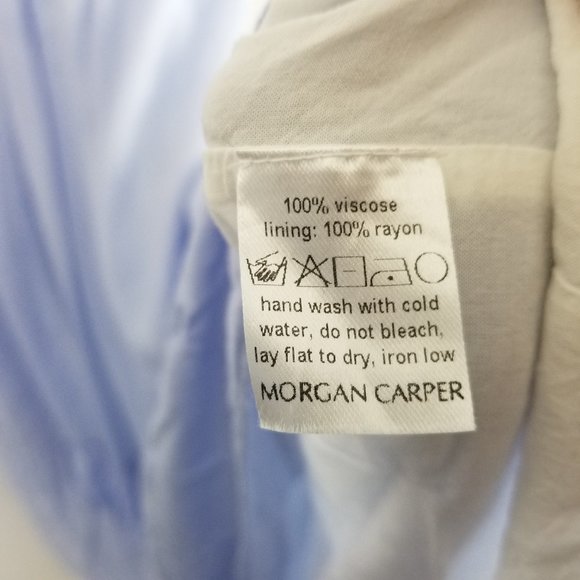 100% viscose
lining: 100% rayon
hand wash with cold
water, do not bleach,
lay flat to dry, iron low
MORGAN CARPER